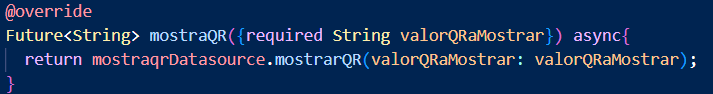 @override
Future<String> mostraQR({required String valorQRaMostrar}) async{
return mostraqrDatasource.mostrarQR(valorQRaMostrar: valorQRaMostrar);
}